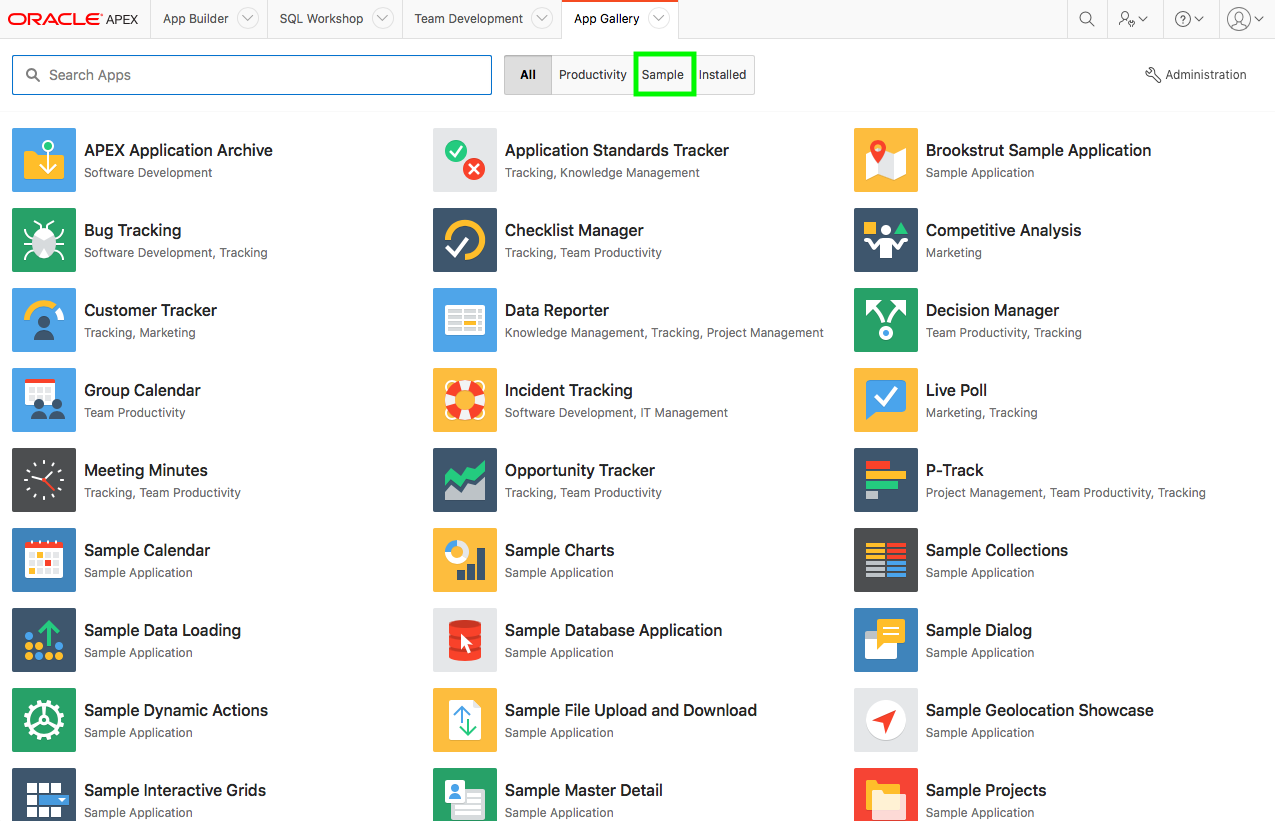 ORACLE APEX App Builder SQL Workshop Team Development App Gallery
Search Apps All Productivity Sample Installed Administration
APEX Application Archive Application Standards Tracker Brookstrut Sample Application
Software Development Tracking, Knowledge Management Sample Application
Bug Tracking Checklist Manager Competitive Analysis
Software Development, Tracking Tracking, Team Productivity Marketing
Customer Tracker Data Reporter Decision Manager
Tracking, Marketing Knowledge Management, Tracking, Project Management Team Productivity, Tracking
Group Calendar Incident Tracking Live Poll
Team Productivity Software Development, IT Management Marketing, Tracking
Meeting Minutes Opportunity Tracker P-Track
Tracking, Team Productivity Tracking, Team Productivity Project Management, Team Productivity, Tracking
Sample Calendar Sample Charts Sample Collections
Sample Application Sample Application Sample Application
Sample Data Loading Sample Database Application Sample Dialog
Sample Application Sample Application Sample Application
Sample Dynamic Actions Sample File Upload and Download Sample Geolocation Showcase
Sample Application Sample Application Sample Application
Sample Interactive Grids Sample Master Detail Sample Projects
Sample Application Sample Application Sample Application